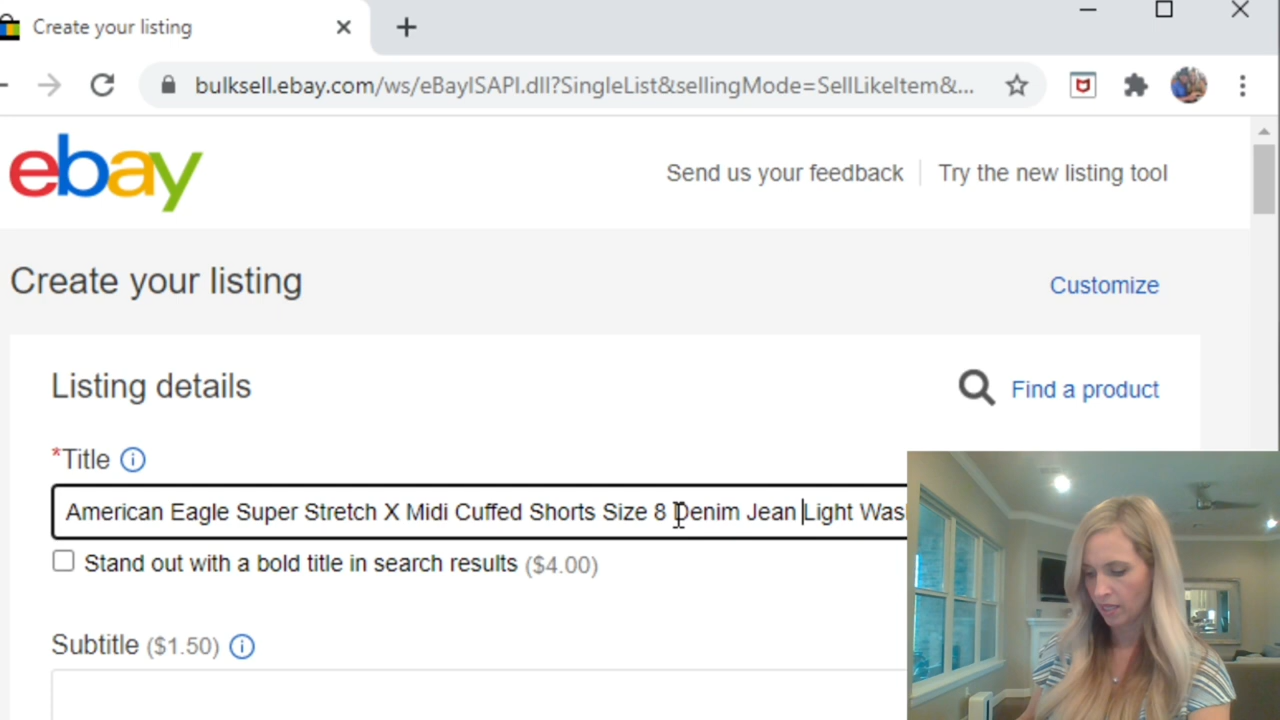 Create your listing
bulksell.ebay.com/ws/eBayISAPI.dll?SingleList&sellingMode=SellLikeItem&...
ebay
Send us your feedback
Try the new listing tool
Create your listing
Customize
Listing details
Find a product
*Title
American Eagle Super Stretch X Midi Cuffed Shorts Size 8 Denim Jean Light
Stand out with a bold title in search results ($4.00)
Subtitle ($1.50)